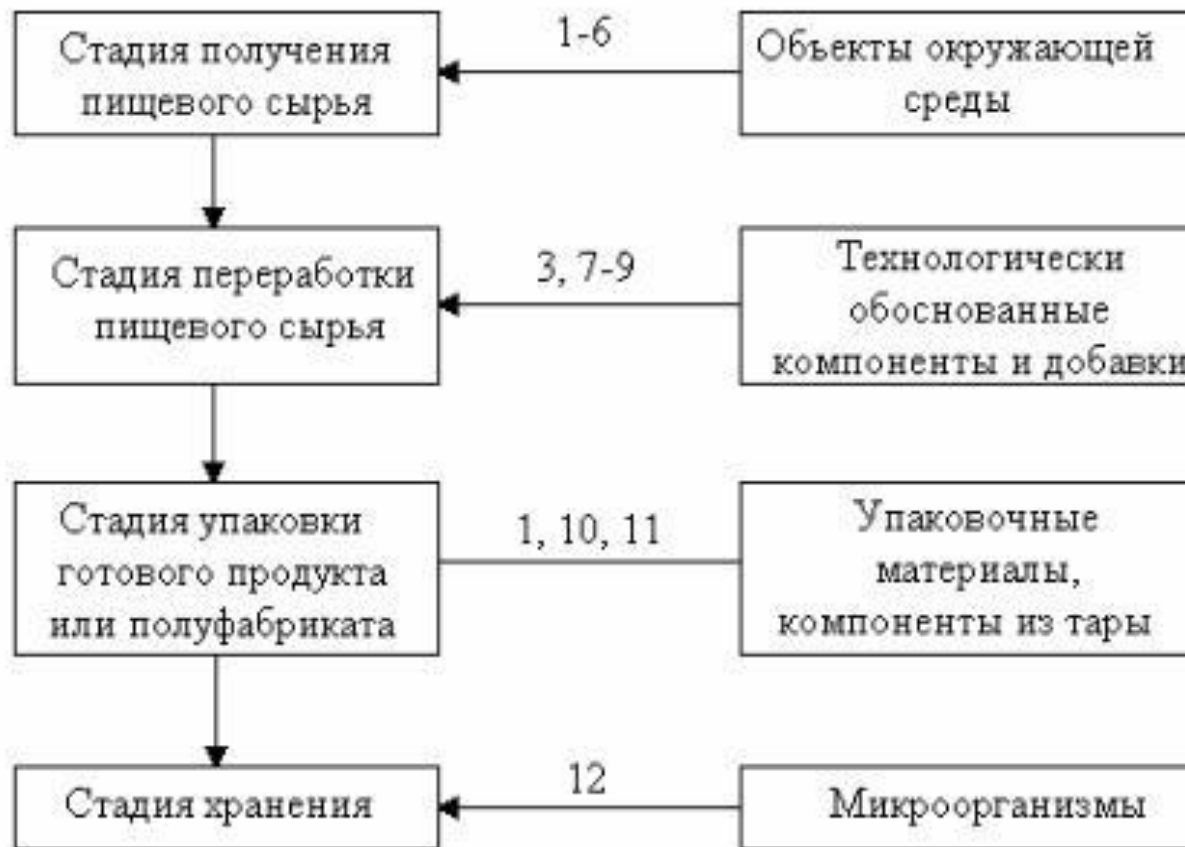 Стадия получения
пищевого сырья
1-6
Объекты окружающей
среды
Стадия переработки
пищевого сырья
3, 7-9
Технологически
обоснованные
компоненты и добавки
Стадия упаковки
готового продукта
или полуфабриката
1, 10, 11
Упаковочные
материалы,
компоненты из тары
Стадия хранения
12
Микроорганизмы